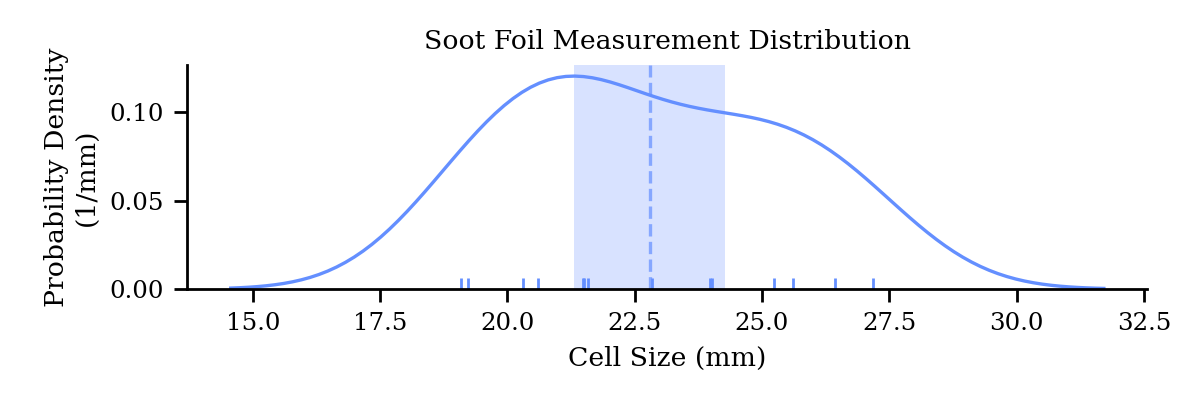 Soot Foil Measurement Distribution
Probability Density
(1/mm)
0.10
0.05
0.00
15.0 17.5 20.0 22.5 25.0 27.5 30.0 32.5
Cell Size (mm)